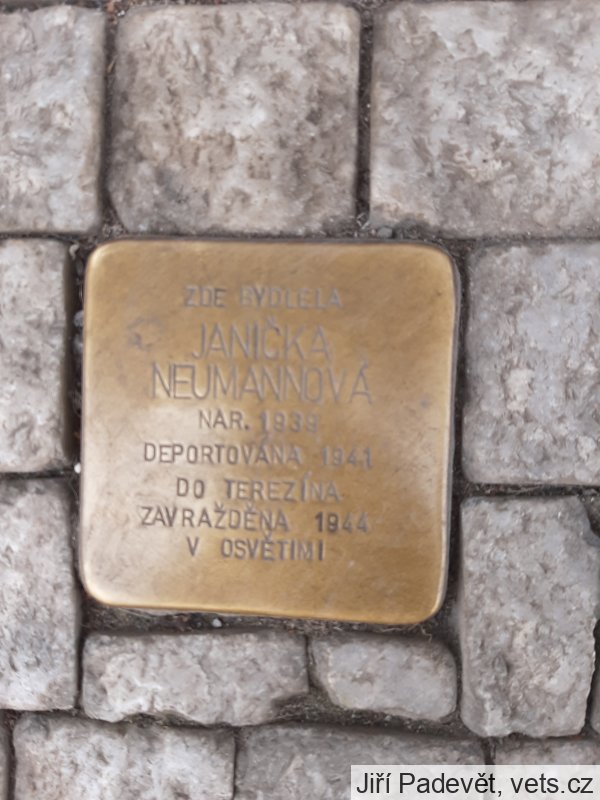 ZDE BYDLELA
JANIČKA
NEUMANNOVÁ
NAR. 1939
DEPORTOVÁNA 1941
DO TEREZÍNA
ZAVRAŽDĚNA 1944
V OSVĚTIMI
Jiří Padevět, vets.cz